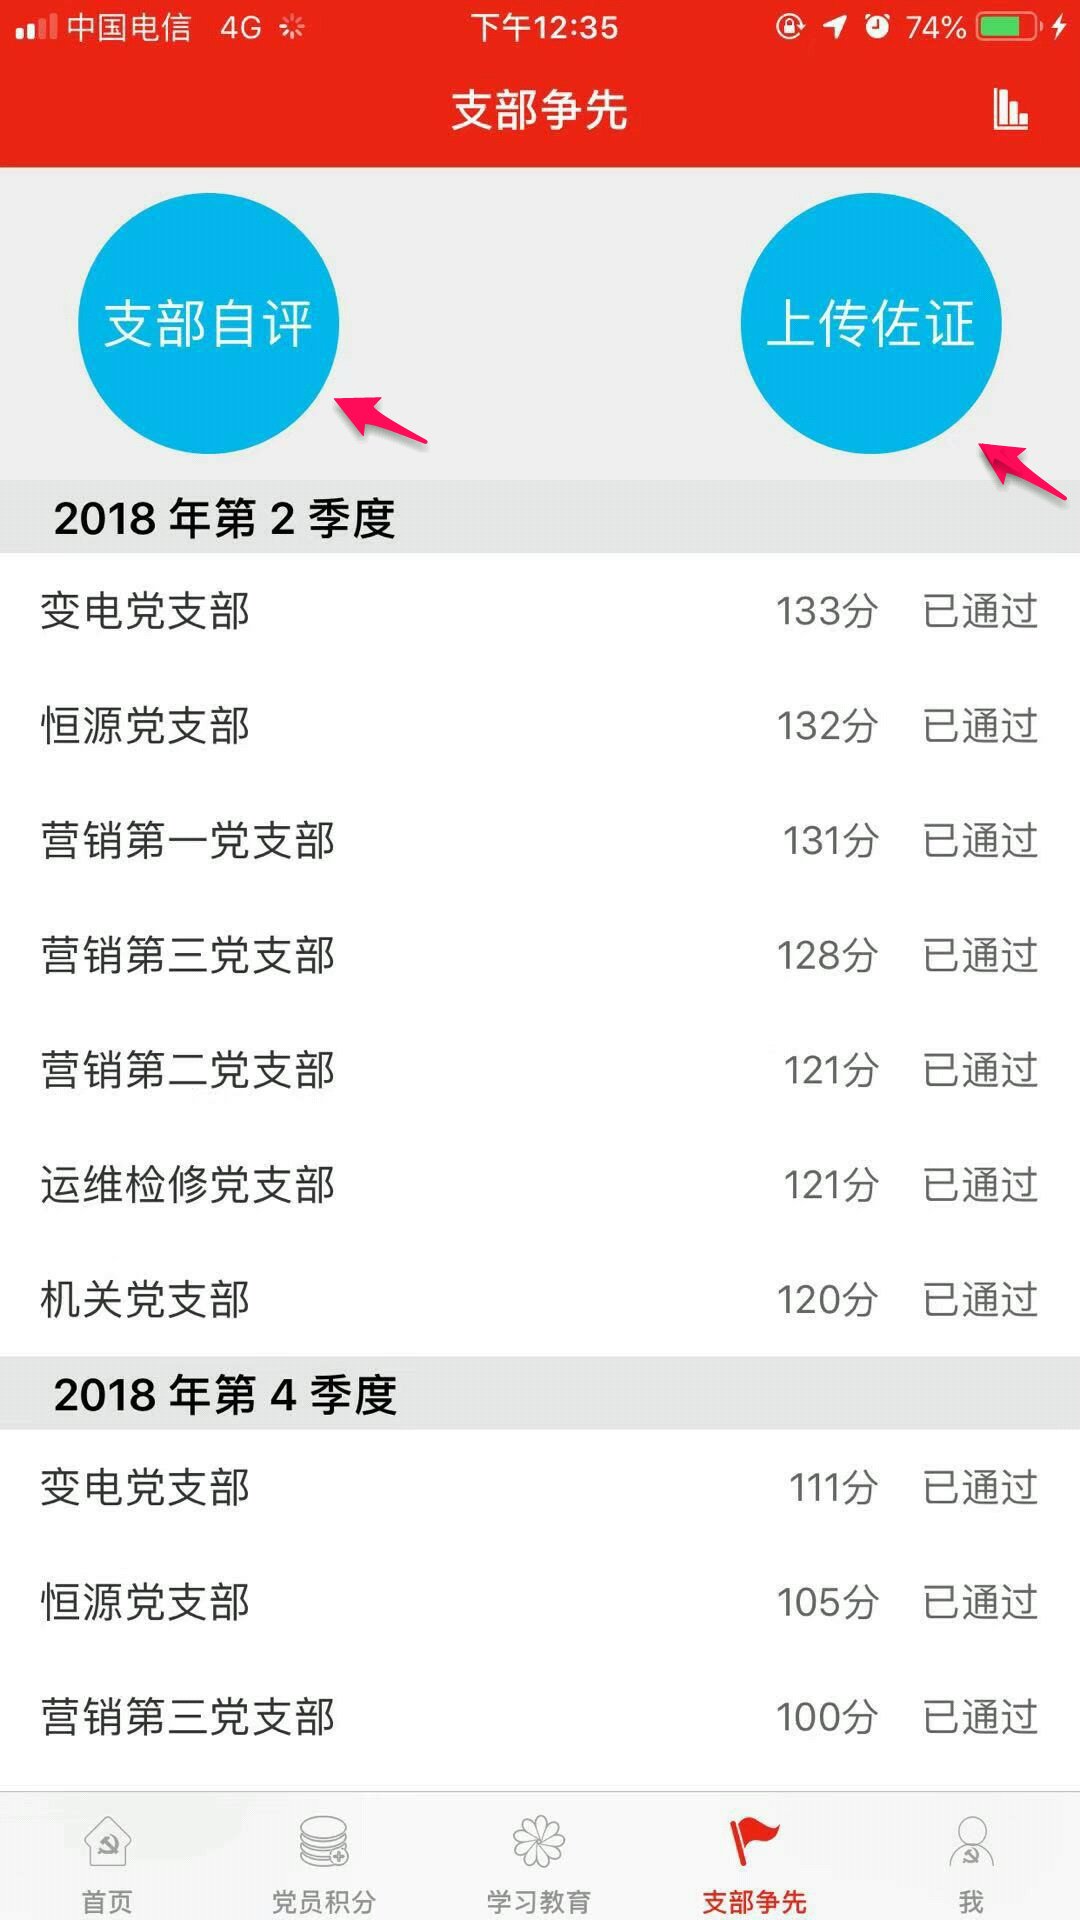 中国电信 4G 下午12:35 74%
支部争先
支部自评 上传佐证
2018 年第 2 季度
变电党支部 133分 已通过
恒源党支部 132分 已通过
营销第一党支部 131分 已通过
营销第三党支部 128分 已通过
营销第二党支部 121分 已通过
运维检修党支部 121分 已通过
机关党支部 120分 已通过
2018 年第 4 季度
变电党支部 111分 已通过
恒源党支部 105分 已通过
营销第三党支部 100分 已通过
首页 党员积分 学习教育 支部争先 我